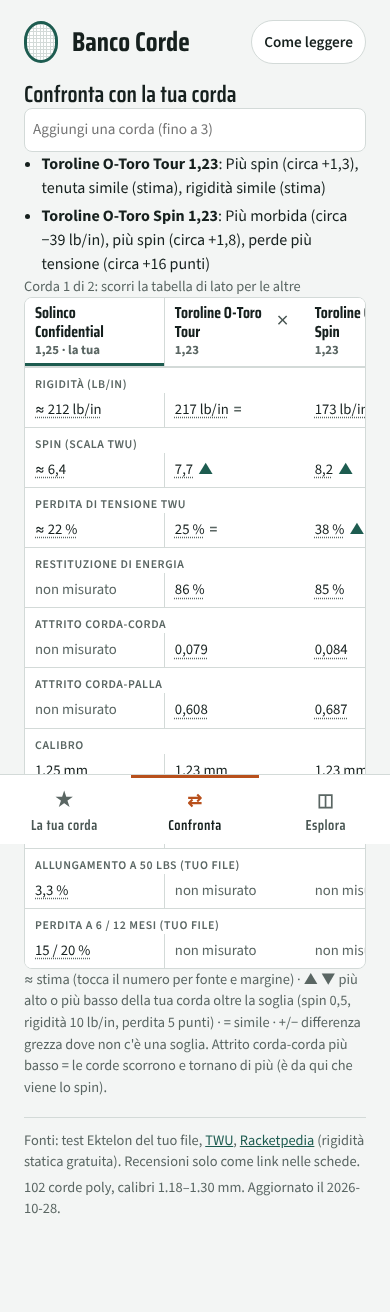 Banco Corde
Come leggere
Confronta con la tua corda
Aggiungi una corda (fino a 3)
• Toroline O-Toro Tour 1,23: Più spin (circa +1,3),
tenuta simile (stima), rigidità simile (stima)
• Toroline O-Toro Spin 1,23: Più morbida (circa
−39 lb/in), più spin (circa +1,8), perde più
tensione (circa +16 punti)
Corda 1 di 2: scorri la tabella di lato per le altre
Solinco Confidential
1,25 · la tua
Toroline O-Toro Tour
1,23
×
Toroline
Spin
1,23
RIGIDITÀ (LB/IN)
≈ 212 lb/in 217 lb/in = 173 lb/in
SPIN (SCALA TWU)
≈ 6,4 7,7 ▲ 8,2 ▲
PERDITA DI TENSIONE TWU
≈ 22 % 25 % = 38 % ▲
RESTITUZIONE DI ENERGIA
non misurato 86 % 85 %
ATTRITO CORDA-CORDA
non misurato 0,079 0,084
ATTRITO CORDA-PALLA
non misurato 0,608 0,687
CALIBRO
1,25 mm 1,23 mm 1,23 mm
★ ⇄ ◫
La tua corda Confronta Esplora
ALLUNGAMENTO A 50 LBS (TUO FILE)
3,3 % non misurato non mis
PERDITA A 6 / 12 MESI (TUO FILE)
15 / 20 % non misurato non mis
≈ stima (tocca il numero per fonte e margine) · ▲ ▼ più
alto o più basso della tua corda oltre la soglia (spin 0,5,
rigidità 10 lb/in, perdita 5 punti) · = simile · +/− differenza
grezza dove non c'è una soglia. Attrito corda-corda più
basso = le corde scorrono e tornano di più (è da qui che
viene lo spin).
Fonti: test Ektelon del tuo file, TWU, Racketpedia (rigidità
statica gratuita). Recensioni solo come link nelle schede.
102 corde poly, calibri 1.18–1.30 mm. Aggiornato il 2026-
10-28.